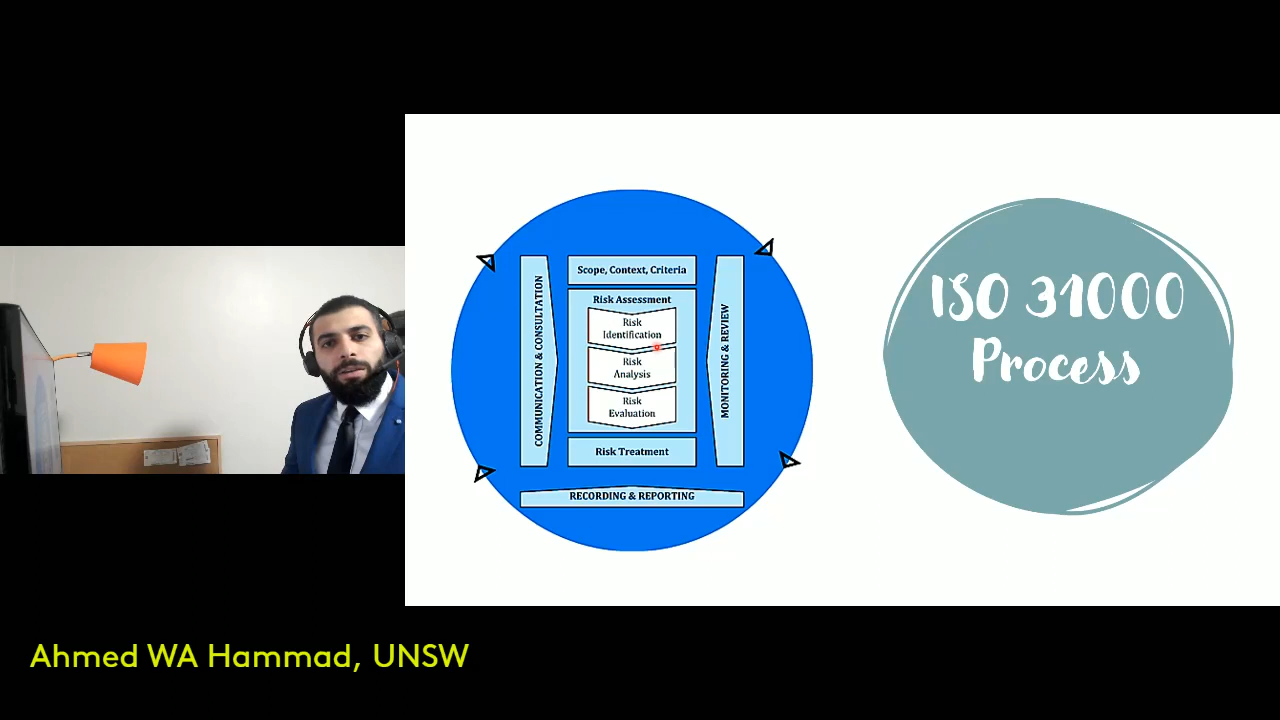 COMMUNICATION & CONSULTATION
Scope, Context, Criteria
Risk Assessment
Risk
Identification
Risk
Analysis
Risk
Evaluation
Risk Treatment
MONITORING & REVIEW
RECORDING & REPORTING
ISO 31000
Process
Ahmed WA Hammad, UNSW